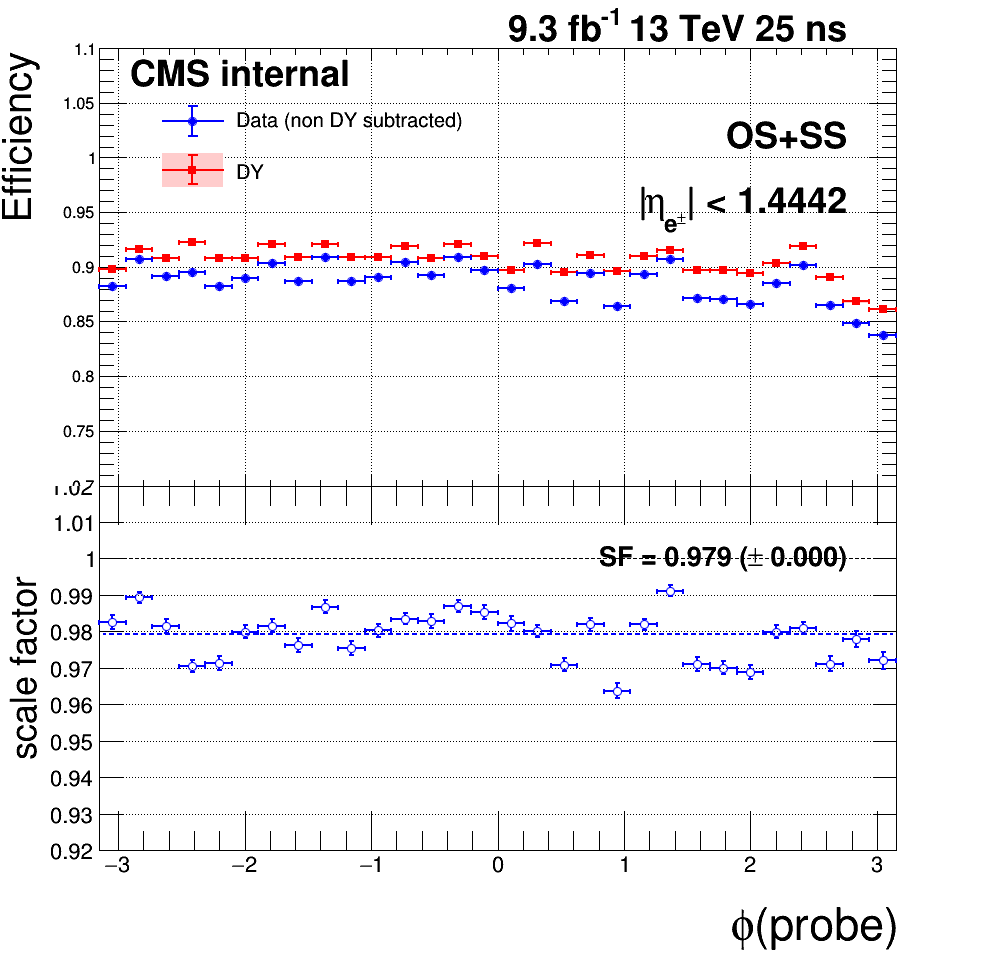 9.3 fb⁻¹ 13 TeV 25 ns
Efficiency
CMS internal
Data (non DY subtracted)
DY
OS+SS
|η_e±| < 1.4442
1.1
1.05
1
0.95
0.9
0.85
0.8
0.75
scale factor
1.02
1.01
1
0.99
0.98
0.97
0.96
0.95
0.94
0.93
0.92
SF = 0.979 (± 0.000)
−3 −2 −1 0 1 2 3
ϕ(probe)